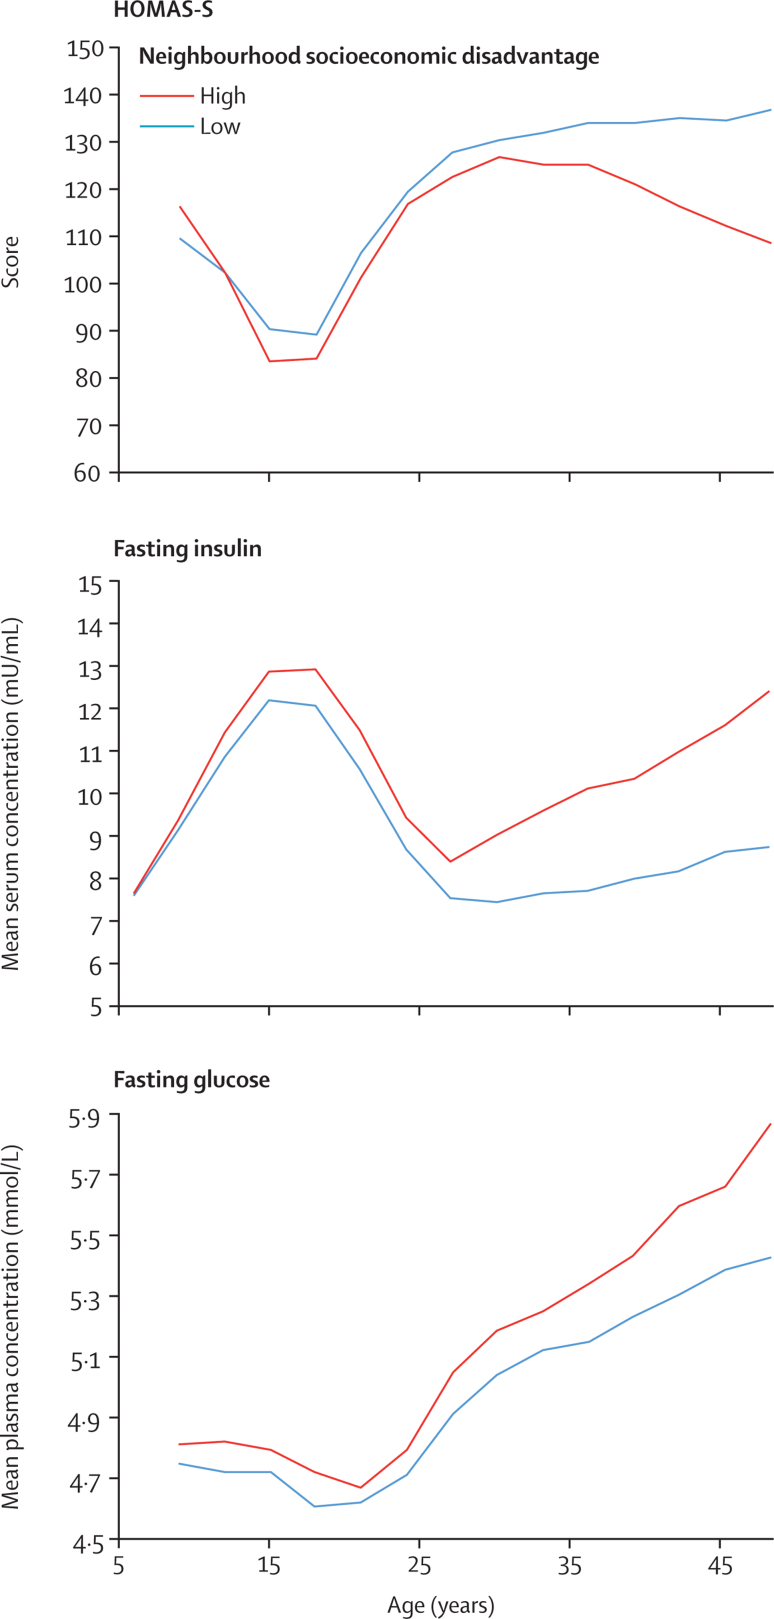 HOMAS-S
150
Neighbourhood socioeconomic disadvantage
140
High
130
Low
120
110
Score
100
90
80
70
60
Fasting insulin
15
14
13
12
11
10
9
8
7
6
5
Mean serum concentration (mU/mL)
Fasting glucose
5·9
5·7
5·5
5·3
5·1
4·9
4·7
4·5
Mean plasma concentration (mmol/L)
5 15 25 35 45
Age (years)